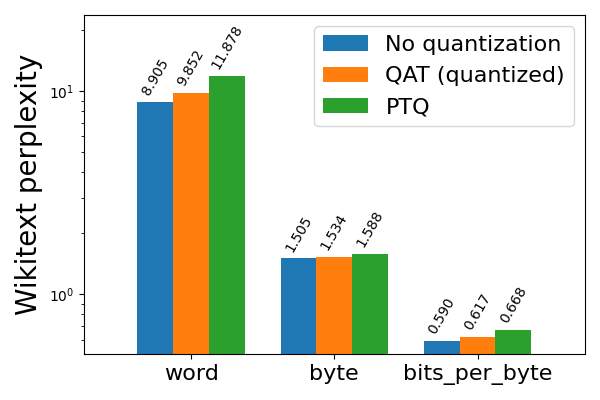 Wikitext perplexity
10¹
10⁰
8.905
9.852
11.878
1.505
1.534
1.588
0.590
0.617
0.668
No quantization
QAT (quantized)
PTQ
word
byte
bits_per_byte